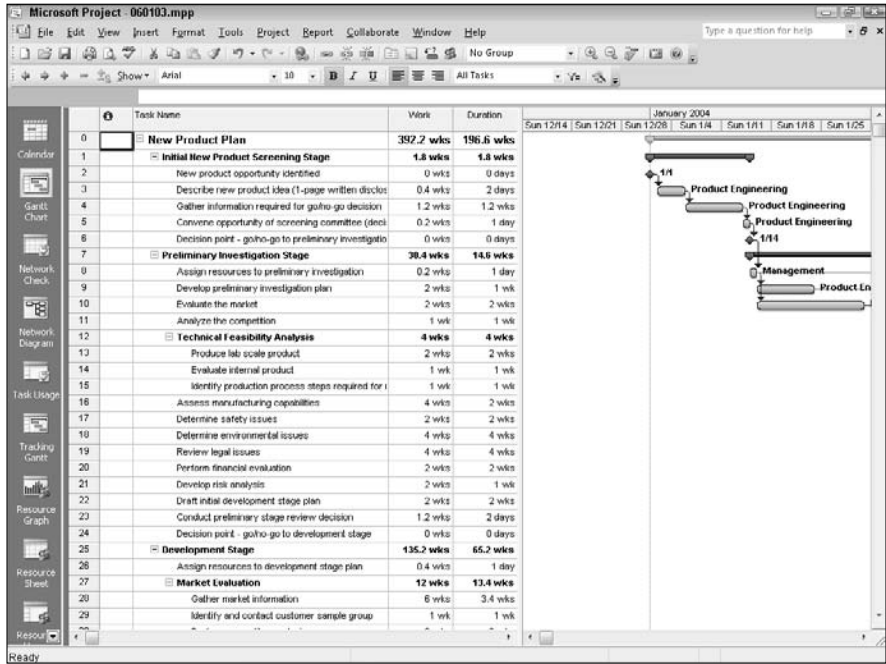 Microsoft Project - 060103.mpp
File Edit View Insert Format Tools Project Report Collaborate Window Help
Type a question for help
No Group
Show Arial 10 B I U All Tasks
Task Name Work Duration
January 2004
Sun 12/14 Sun 12/21 Sun 12/28 Sun 1/4 Sun 1/11 Sun 1/18 Sun 1/25
0 New Product Plan 392.2 wks 196.6 wks
1 Initial New Product Screening Stage 1.8 wks 1.8 wks
2 New product opportunity identified 0 wks 0 days 1/1
3 Describe new product idea (1-page written disclos 0.4 wks 2 days Product Engineering
4 Gather information required for go/no-go decision 1.2 wks 1.2 wks Product Engineering
5 Convene opportunity of screening committee (deci 0.2 wks 1 day Product Engineering
6 Decision point - go/no-go to preliminary investigatio 0 wks 0 days 1/14
7 Preliminary Investigation Stage 14.6 wks
8 Assign resources to preliminary investigation 0.2 wks 1 day Management
9 Develop preliminary investigation plan 2 wks 1 wk Product En
10 Evaluate the market 2 wks 2 wks
11 Analyze the competition 1 wk 1 wk
12 Technical Feasibility Analysis 4 wks 4 wks
13 Produce lab scale product 2 wks 2 wks
14 Evaluate internal product 1 wk 1 wk
15 Identify production process steps required for 1 wk 1 wk
16 Assess manufacturing capabilities 4 wks 2 wks
17 Determine safety issues 2 wks 2 wks
18 Determine environmental issues 4 wks 4 wks
19 Review legal issues 4 wks 4 wks
20 Perform financial evaluation 2 wks 2 wks
21 Develop risk analysis 2 wks 1 wk
22 Draft initial development stage plan 2 wks 2 wks
23 Conduct preliminary stage review decision 1.2 wks 2 days
24 Decision point - go/no-go to development stage 0 wks 0 days
25 Development Stage 135.2 wks 65.2 wks
26 Assign resources to development stage plan 0.4 wks 1 day
27 Market Evaluation 12 wks 13.4 wks
28 Gather market information 6 wks 3.4 wks
29 Identify and contact customer sample group 1 wk 1 wk
Calendar
Gantt
Chart
Network
Check
Network
Diagram
Task Usage
Tracking
Gantt
Resource
Graph
Resource
Sheet
Resour
Ready